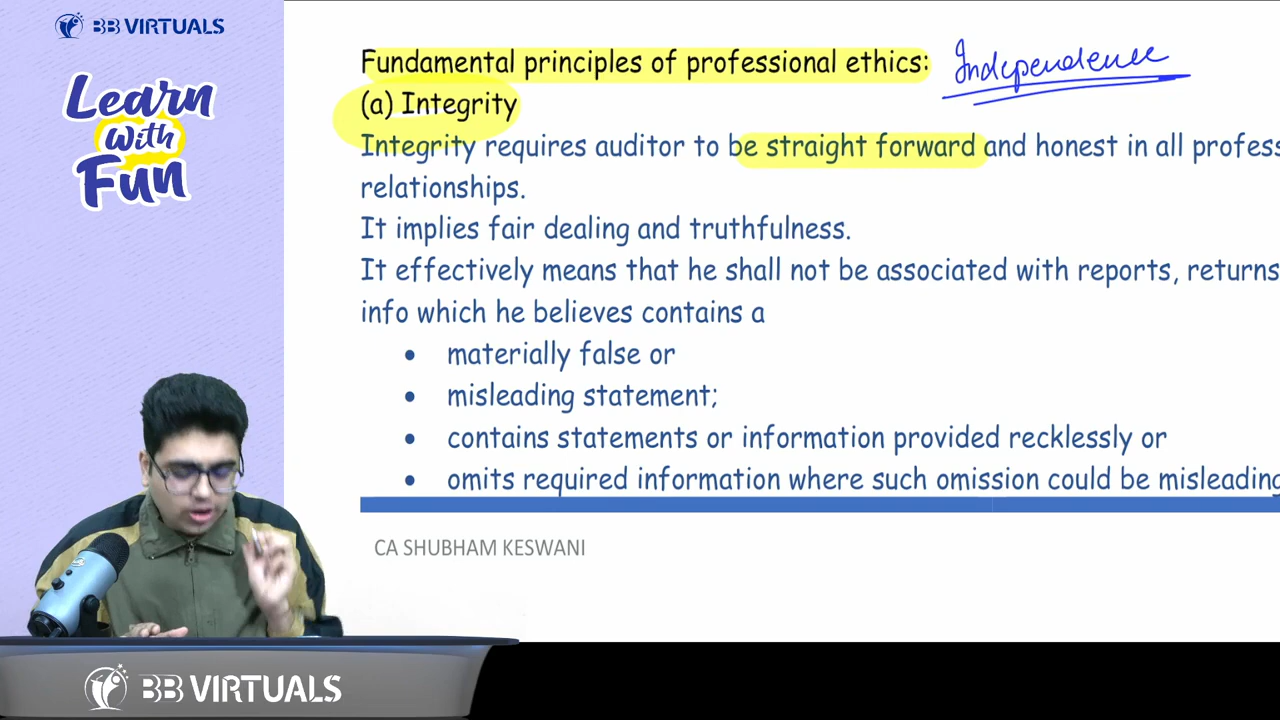 BB VIRTUALS
Learn
With
Fun
Fundamental principles of professional ethics: Independence
(a) Integrity
Integrity requires auditor to be straight forward and honest in all profess
relationships.
It implies fair dealing and truthfulness.
It effectively means that he shall not be associated with reports, returns
info which he believes contains a
• materially false or
• misleading statement;
• contains statements or information provided recklessly or
• omits required information where such omission could be misleading
CA SHUBHAM KESWANI
BB VIRTUALS